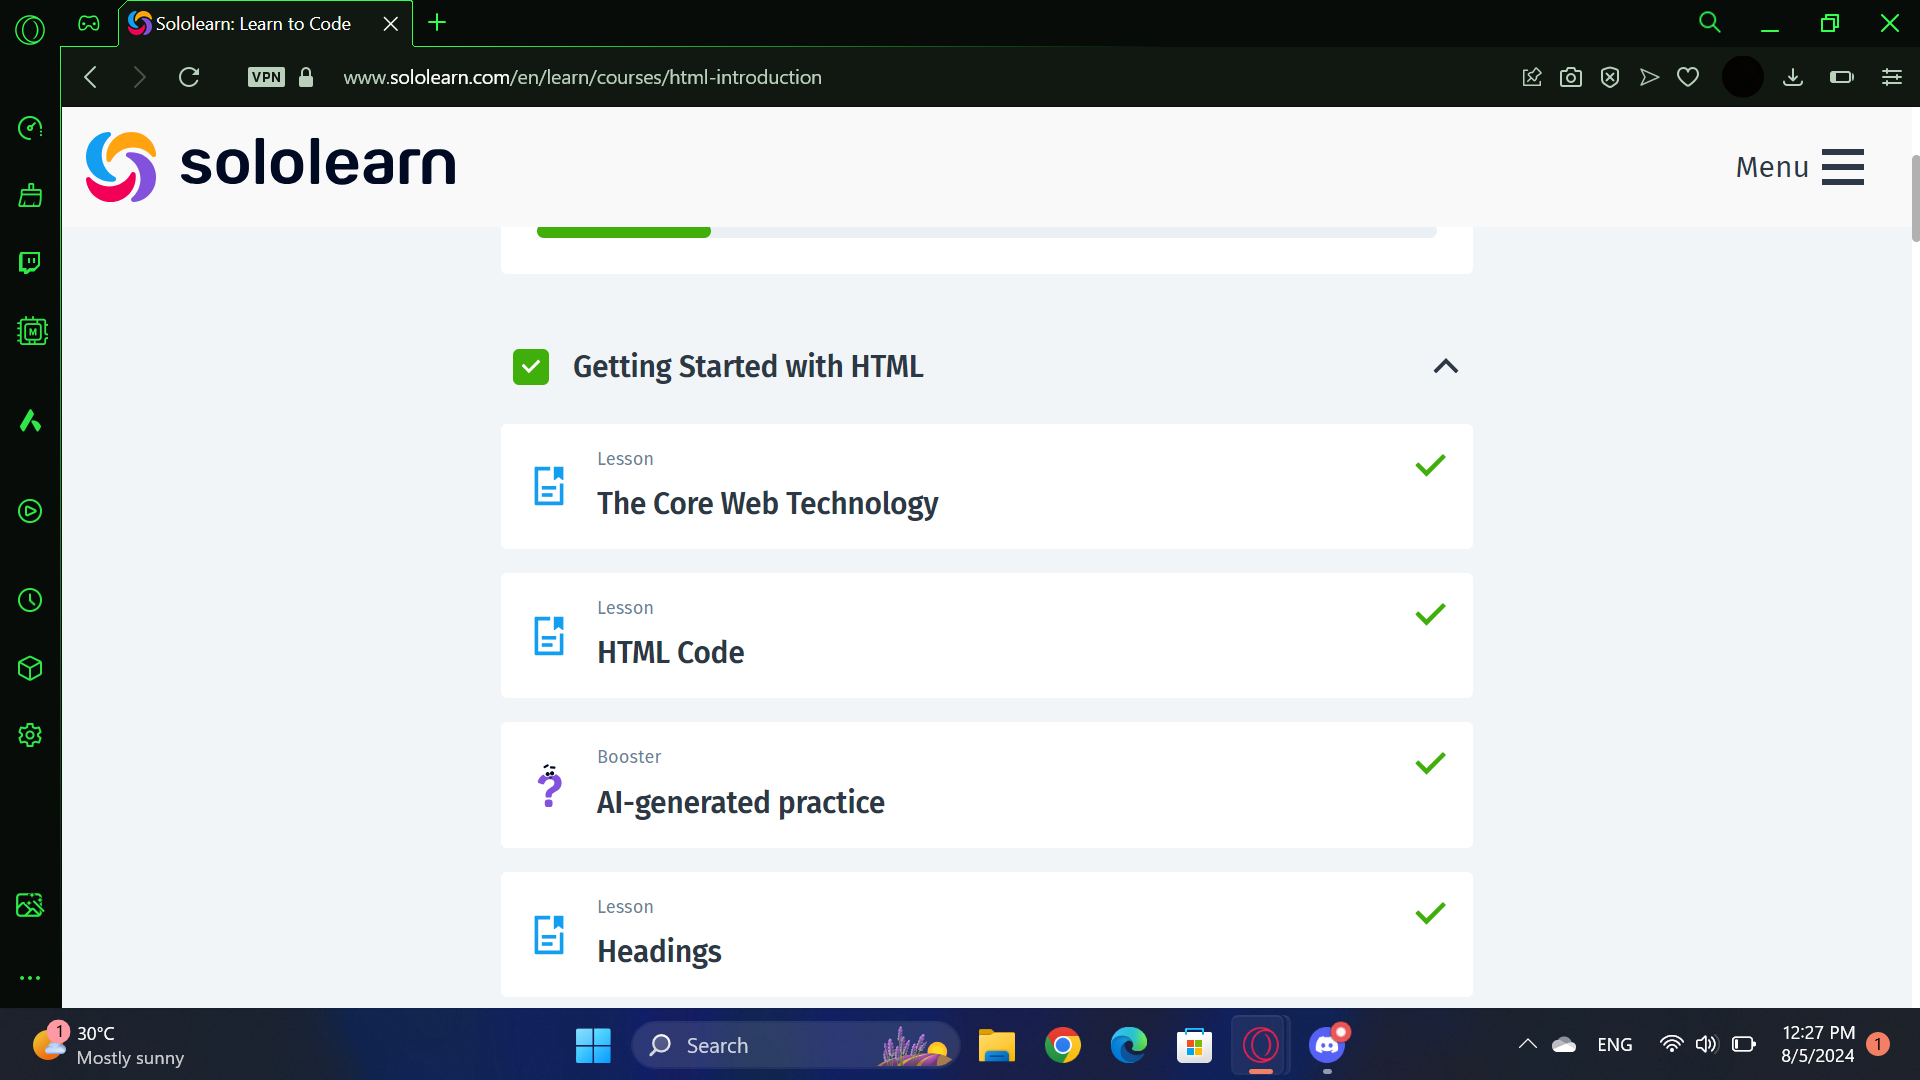 Sololearn: Learn to Code
VPN
www.sololearn.com/en/learn/courses/html-introduction
M
sololearn
Menu
Getting Started with HTML
Lesson
The Core Web Technology
Lesson
HTML Code
Booster
AI-generated practice
Lesson
Headings
1
30°C
Mostly sunny
Search
ENG
12:27 PM
8/5/2024
1